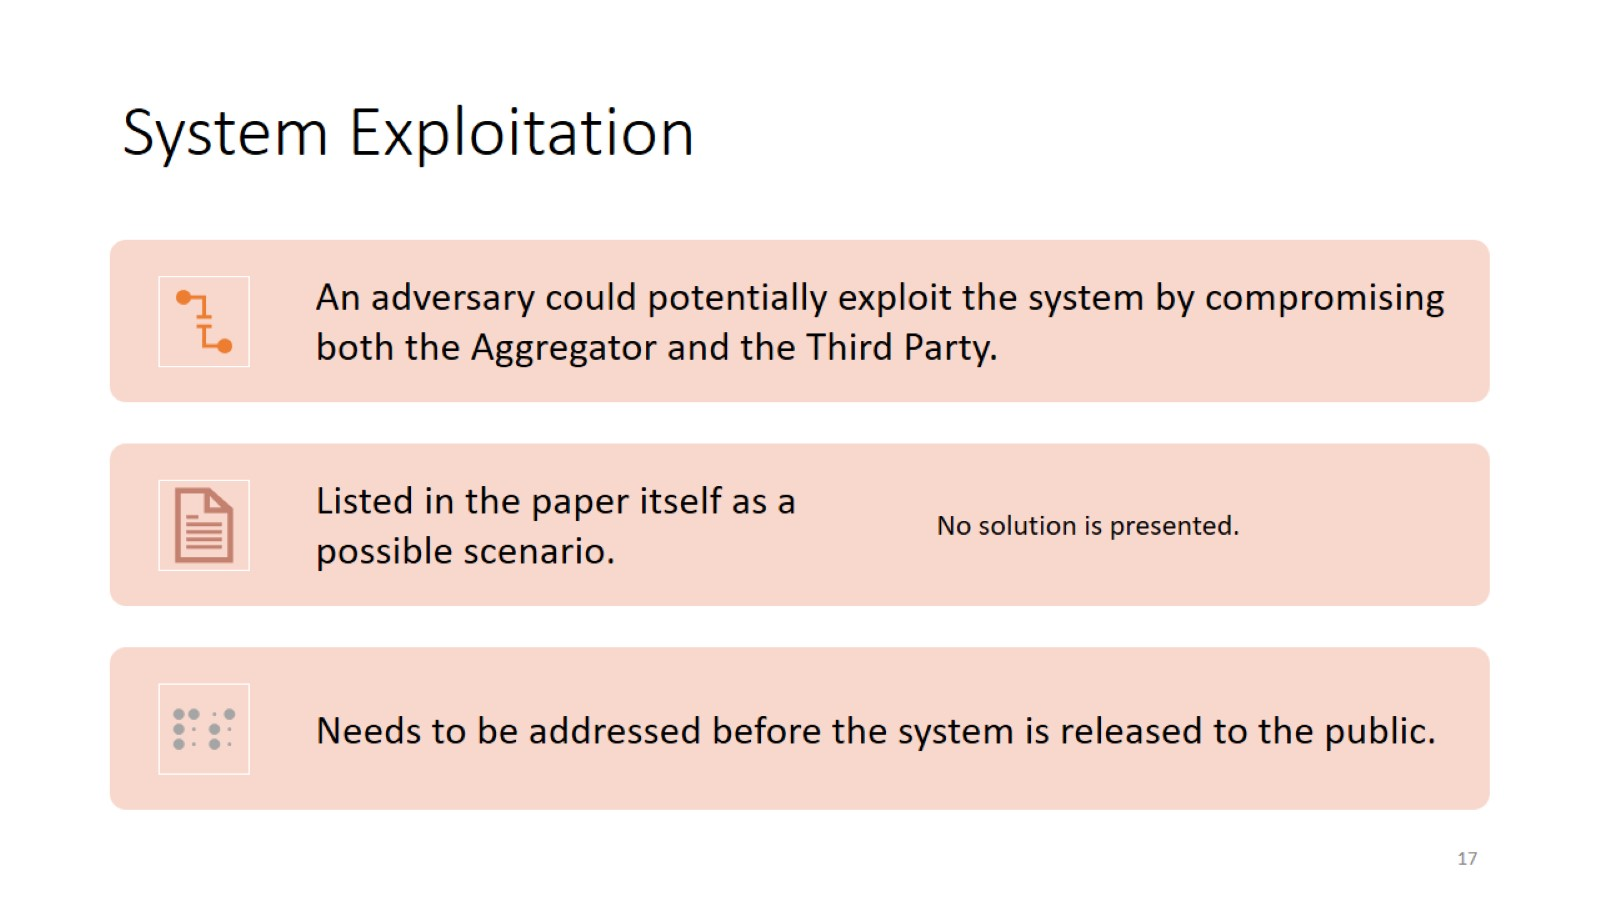 System Exploitation
An adversary could potentially exploit the system by compromising
both the Aggregator and the Third Party.
Listed in the paper itself as a
possible scenario.
No solution is presented.
Needs to be addressed before the system is released to the public.
17